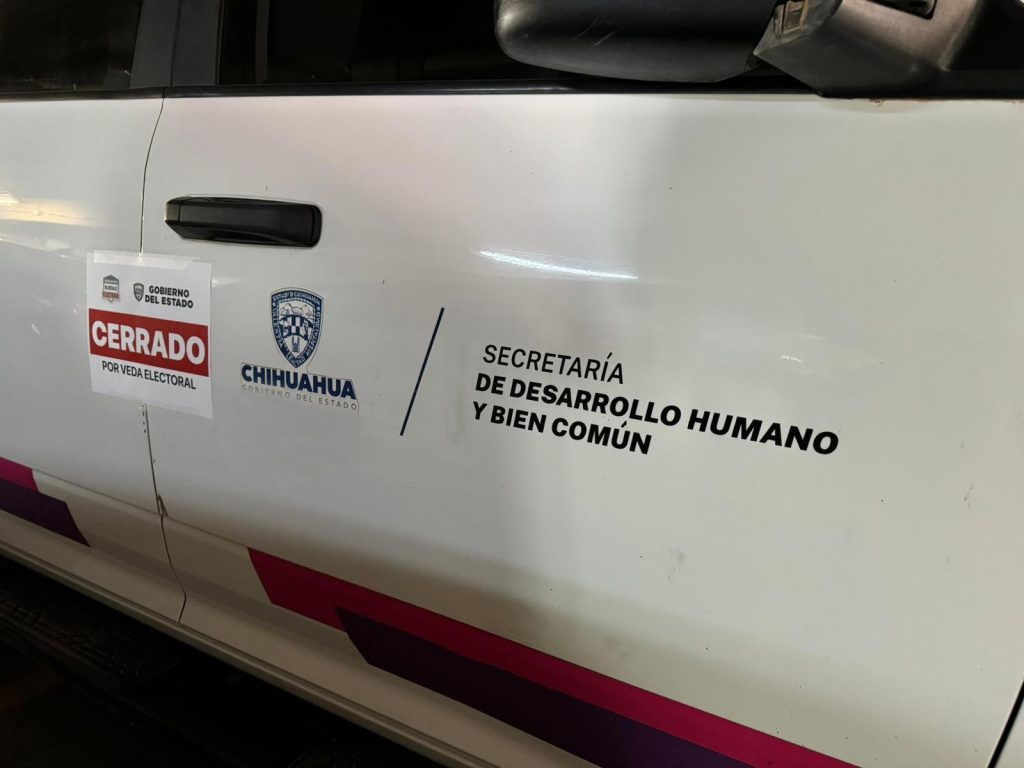 GOBIERNO
DEL ESTADO
CERRADO
POR VEDA ELECTORAL
CHIHUAHUA
GOBIERNO DEL ESTADO
SECRETARÍA
DE DESARROLLO HUMANO
Y BIEN COMÚN